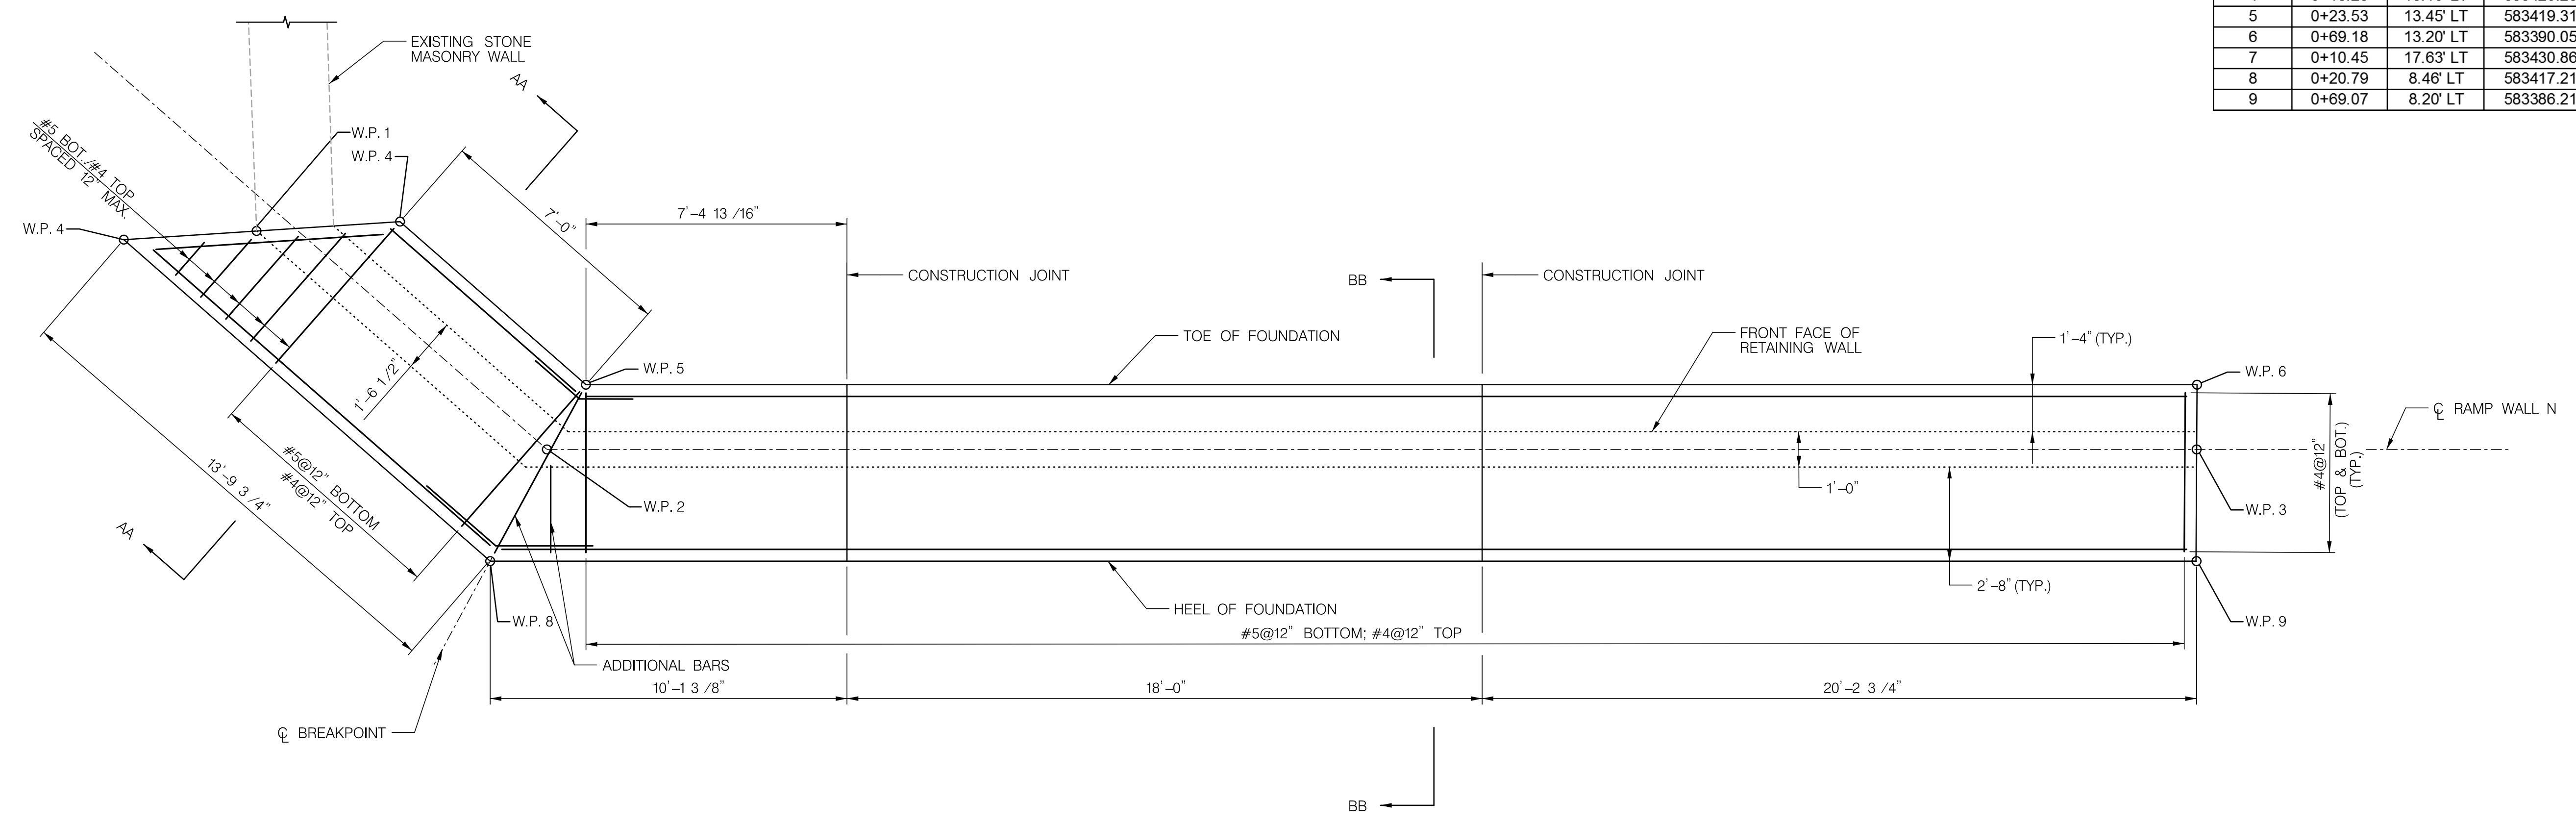 5 0+23.53 13.45' LT 583419.31
6 0+69.18 13.20' LT 583390.05
7 0+10.45 17.63' LT 583430.86
8 0+20.79 8.46' LT 583417.21
9 0+69.07 8.20' LT 583386.21
EXISTING STONE
MASONRY WALL
AA
#5 BOT./#4 TOP
SPACED 12" MAX.
W.P. 1
W.P. 4
W.P. 4
7'-0"
7'-4 13/16"
CONSTRUCTION JOINT
BB
CONSTRUCTION JOINT
TOE OF FOUNDATION
FRONT FACE OF
RETAINING WALL
1'-4" (TYP.)
W.P. 5
W.P. 6
1'-6 1/2"
℄ RAMP WALL N
#4@12"
(TOP & BOT.)
(TYP.)
#5@12" BOTTOM
#4@12" TOP
13'-9 3/4"
1'-0"
W.P. 2
W.P. 3
AA
2'-8" (TYP.)
HEEL OF FOUNDATION
W.P. 8
W.P. 9
#5@12" BOTTOM; #4@12" TOP
ADDITIONAL BARS
10'-1 3/8"
18'-0"
20'-2 3/4"
℄ BREAKPOINT
BB